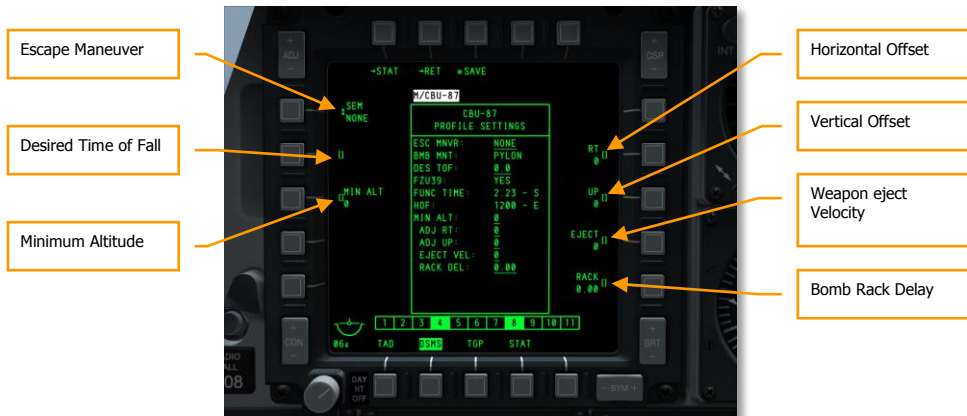 Escape Maneuver
Desired Time of Fall
Minimum Altitude
Horizontal Offset
Vertical Offset
Weapon eject
Velocity
Bomb Rack Delay
ADJ
DSP
INT
CON
BRT
SYM
DAY
NT
OFF
ADIO
ALL
08
→STAT →RET SAVE
M/CBU-87
SEM
NONE
MIN ALT
0
CBU-87
PROFILE SETTINGS
ESC MNVR: NONE
BMB MNT: PYLON
DES TOF: 0.0
FZU39: YES
FUNC TIME: 2.23 - S
HOF: 1200 - E
MIN ALT: 0
ADJ RT: 0
ADJ UP: 0
EJECT VEL: 0
RACK DEL: 0.00
RT
0
UP
0
EJECT
0
RACK
0.00
1 2 3 4 5 6 7 8 9 10 11
TAD DSMS TGP STAT